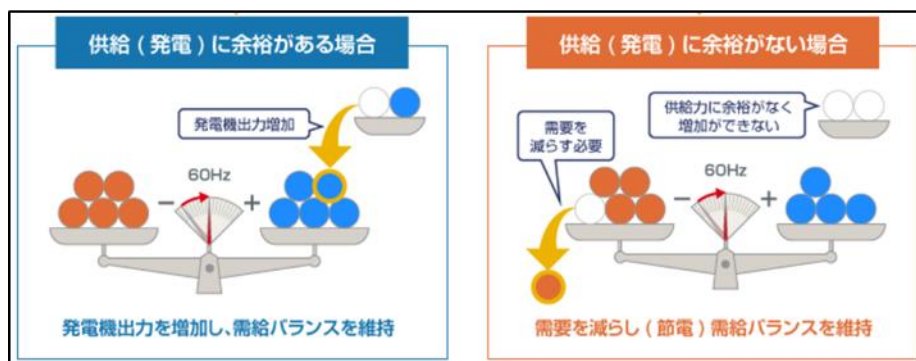 供給(発電)に余裕がある場合
発電機出力増加
60Hz
− +
発電機出力を増加し、需給バランスを維持
供給(発電)に余裕がない場合
供給力に余裕がなく
増加ができない
需要を
減らす必要
60Hz
− +
需要を減らし(節電)需給バランスを維持